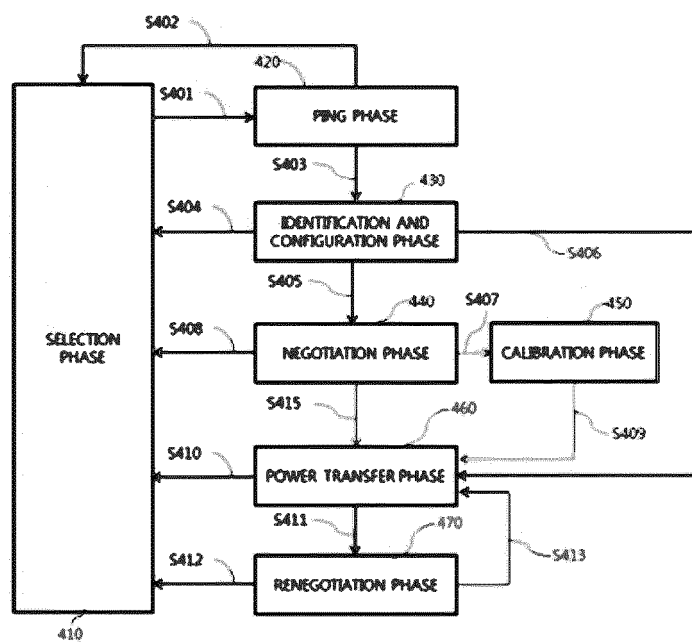 S402
420
S401
PING PHASE
S403
430
S404
IDENTIFICATION AND
CONFIGURATION PHASE
S406
S405
440
S407
450
SELECTION
PHASE
S408
NEGOTIATION PHASE
CALIBRATION PHASE
S415
460
S409
S410
POWER TRANSFER PHASE
S411
470
S413
S412
RENEGOTIATION PHASE
410